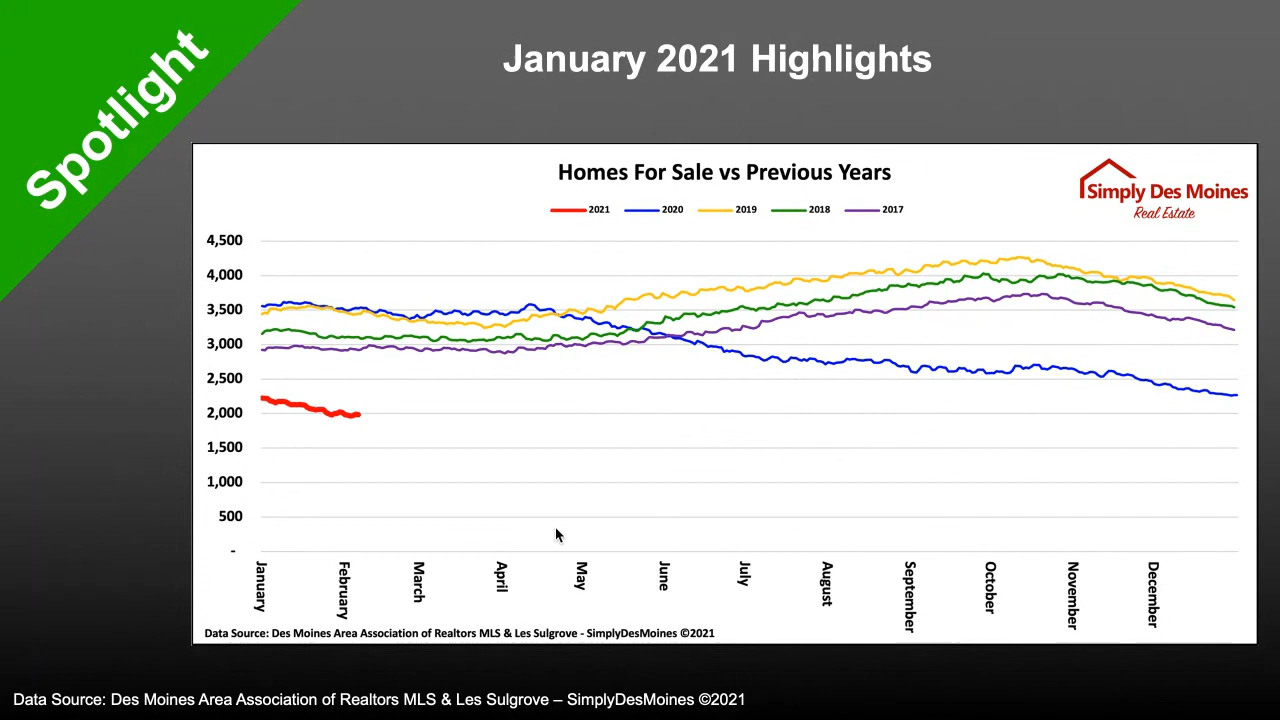 Spotlight
January 2021 Highlights
Homes For Sale vs Previous Years
Simply Des Moines
Real Estate
2021 2020 2019 2018 2017
4,500
4,000
3,500
3,000
2,500
2,000
1,500
1,000
500
-
January February March April May June July August September October November December
Data Source: Des Moines Area Association of Realtors MLS & Les Sulgrove - SimplyDesMoines ©2021
Data Source: Des Moines Area Association of Realtors MLS & Les Sulgrove – SimplyDesMoines ©2021